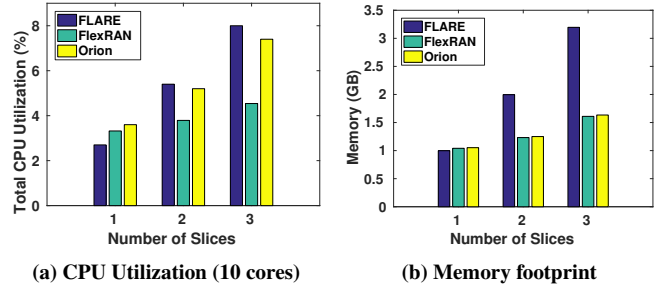 Total CPU Utilization (%)
8
6
4
2
0
FLARE
FlexRAN
Orion
1 2 3
Number of Slices
(a) CPU Utilization (10 cores)
Memory (GB)
3.5
3
2.5
2
1.5
1
0.5
0
FLARE
FlexRAN
Orion
1 2 3
Number of Slices
(b) Memory footprint